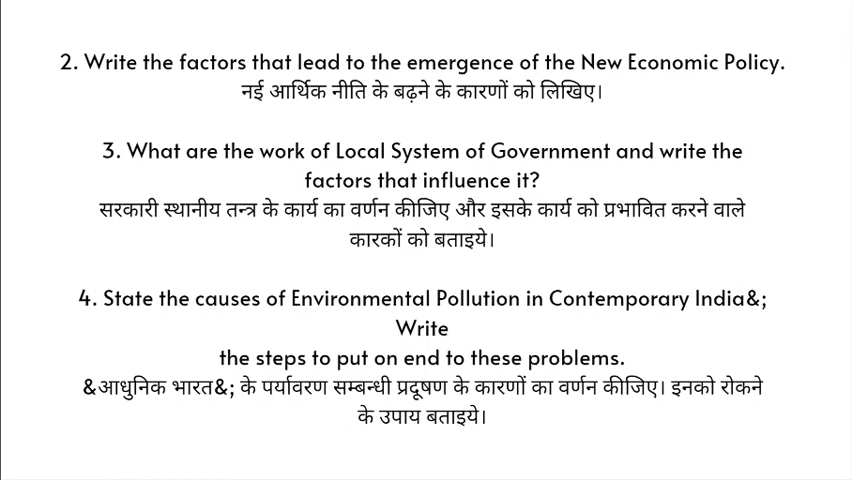 2. Write the factors that lead to the emergence of the New Economic Policy.
नई आर्थिक नीति के बढ़ने के कारणों को लिखिए।
3. What are the work of Local System of Government and write the
factors that influence it?
सरकारी स्थानीय तन्त्र के कार्य का वर्णन कीजिए और इसके कार्य को प्रभावित करने वाले
कारकों को बताइये।
4. State the causes of Environmental Pollution in Contemporary India&;
Write
the steps to put on end to these problems.
&आधुनिक भारत&; के पर्यावरण सम्बन्धी प्रदूषण के कारणों का वर्णन कीजिए। इनको रोकने
के उपाय बताइये।